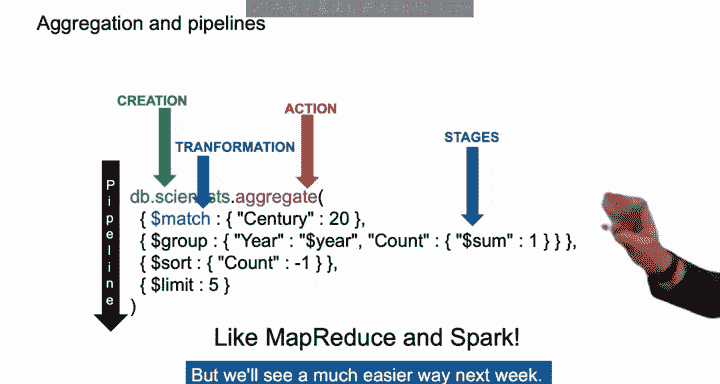 Aggregation and pipelines
CREATION
ACTION
TRANFORMATION
STAGES
Pipeline
db.scientists.aggregate(
{ $match : { "Century" : 20 },
{ $group : { "Year" : "$year", "Count" : { "$sum" : 1 } } },
{ $sort : { "Count" : -1 } },
{ $limit : 5 }
)
Like MapReduce and Spark!
But we'll see a much easier way next week.